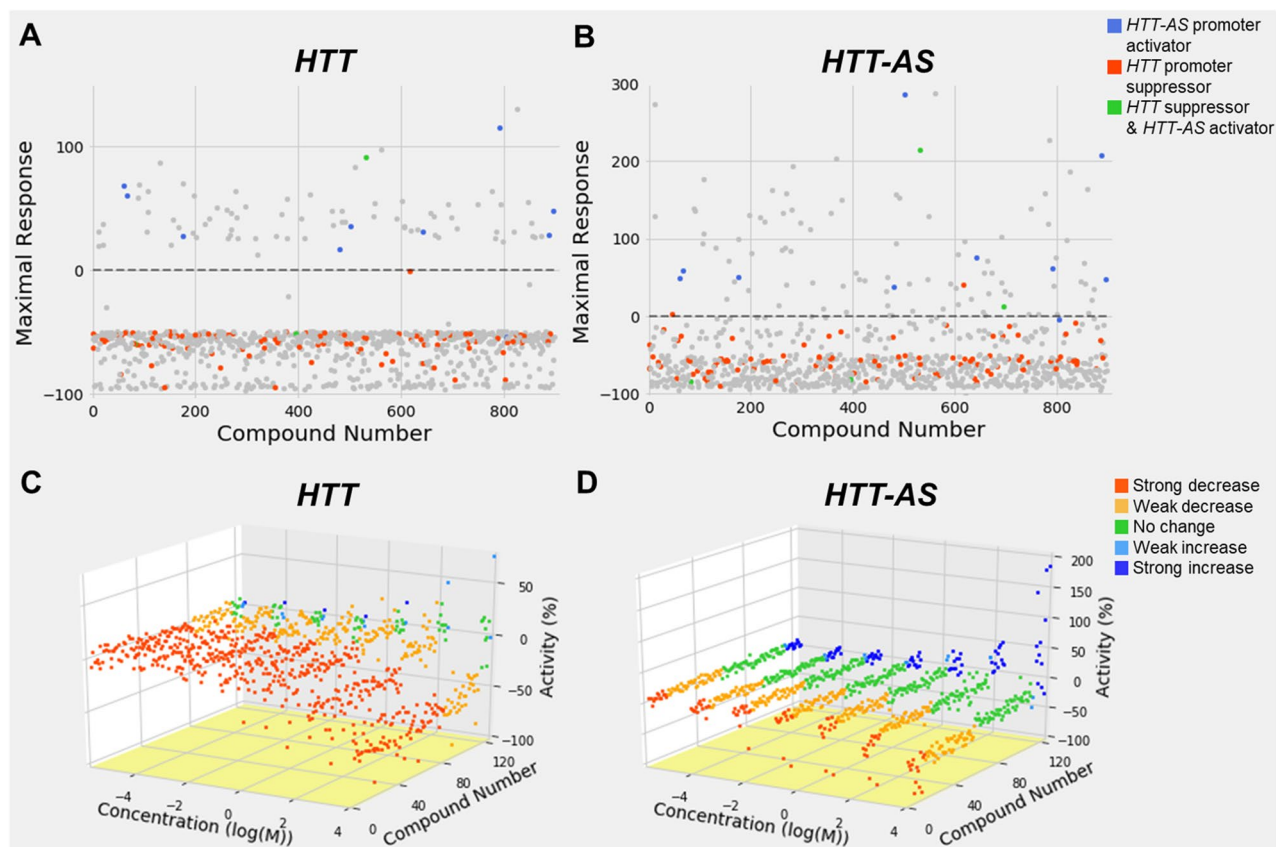 A
HTT
B
HTT-AS
HTT-AS promoter
activator
HTT promoter
suppressor
HTT suppressor
& HTT-AS activator
Maximal Response
100
0
−100
0
200
400
600
800
Compound Number
Maximal Response
300
200
100
0
−100
0
200
400
600
800
Compound Number
C
HTT
D
HTT-AS
Strong decrease
Weak decrease
No change
Weak increase
Strong increase
50
0
−50
−100
Activity (%)
−4
−2
0
2
4
Concentration (log(M))
0
40
80
120
Compound Number
200
150
100
50
0
−50
−100
Activity (%)
−4
−2
0
2
4
Concentration (log(M))
0
40
80
120
Compound Number